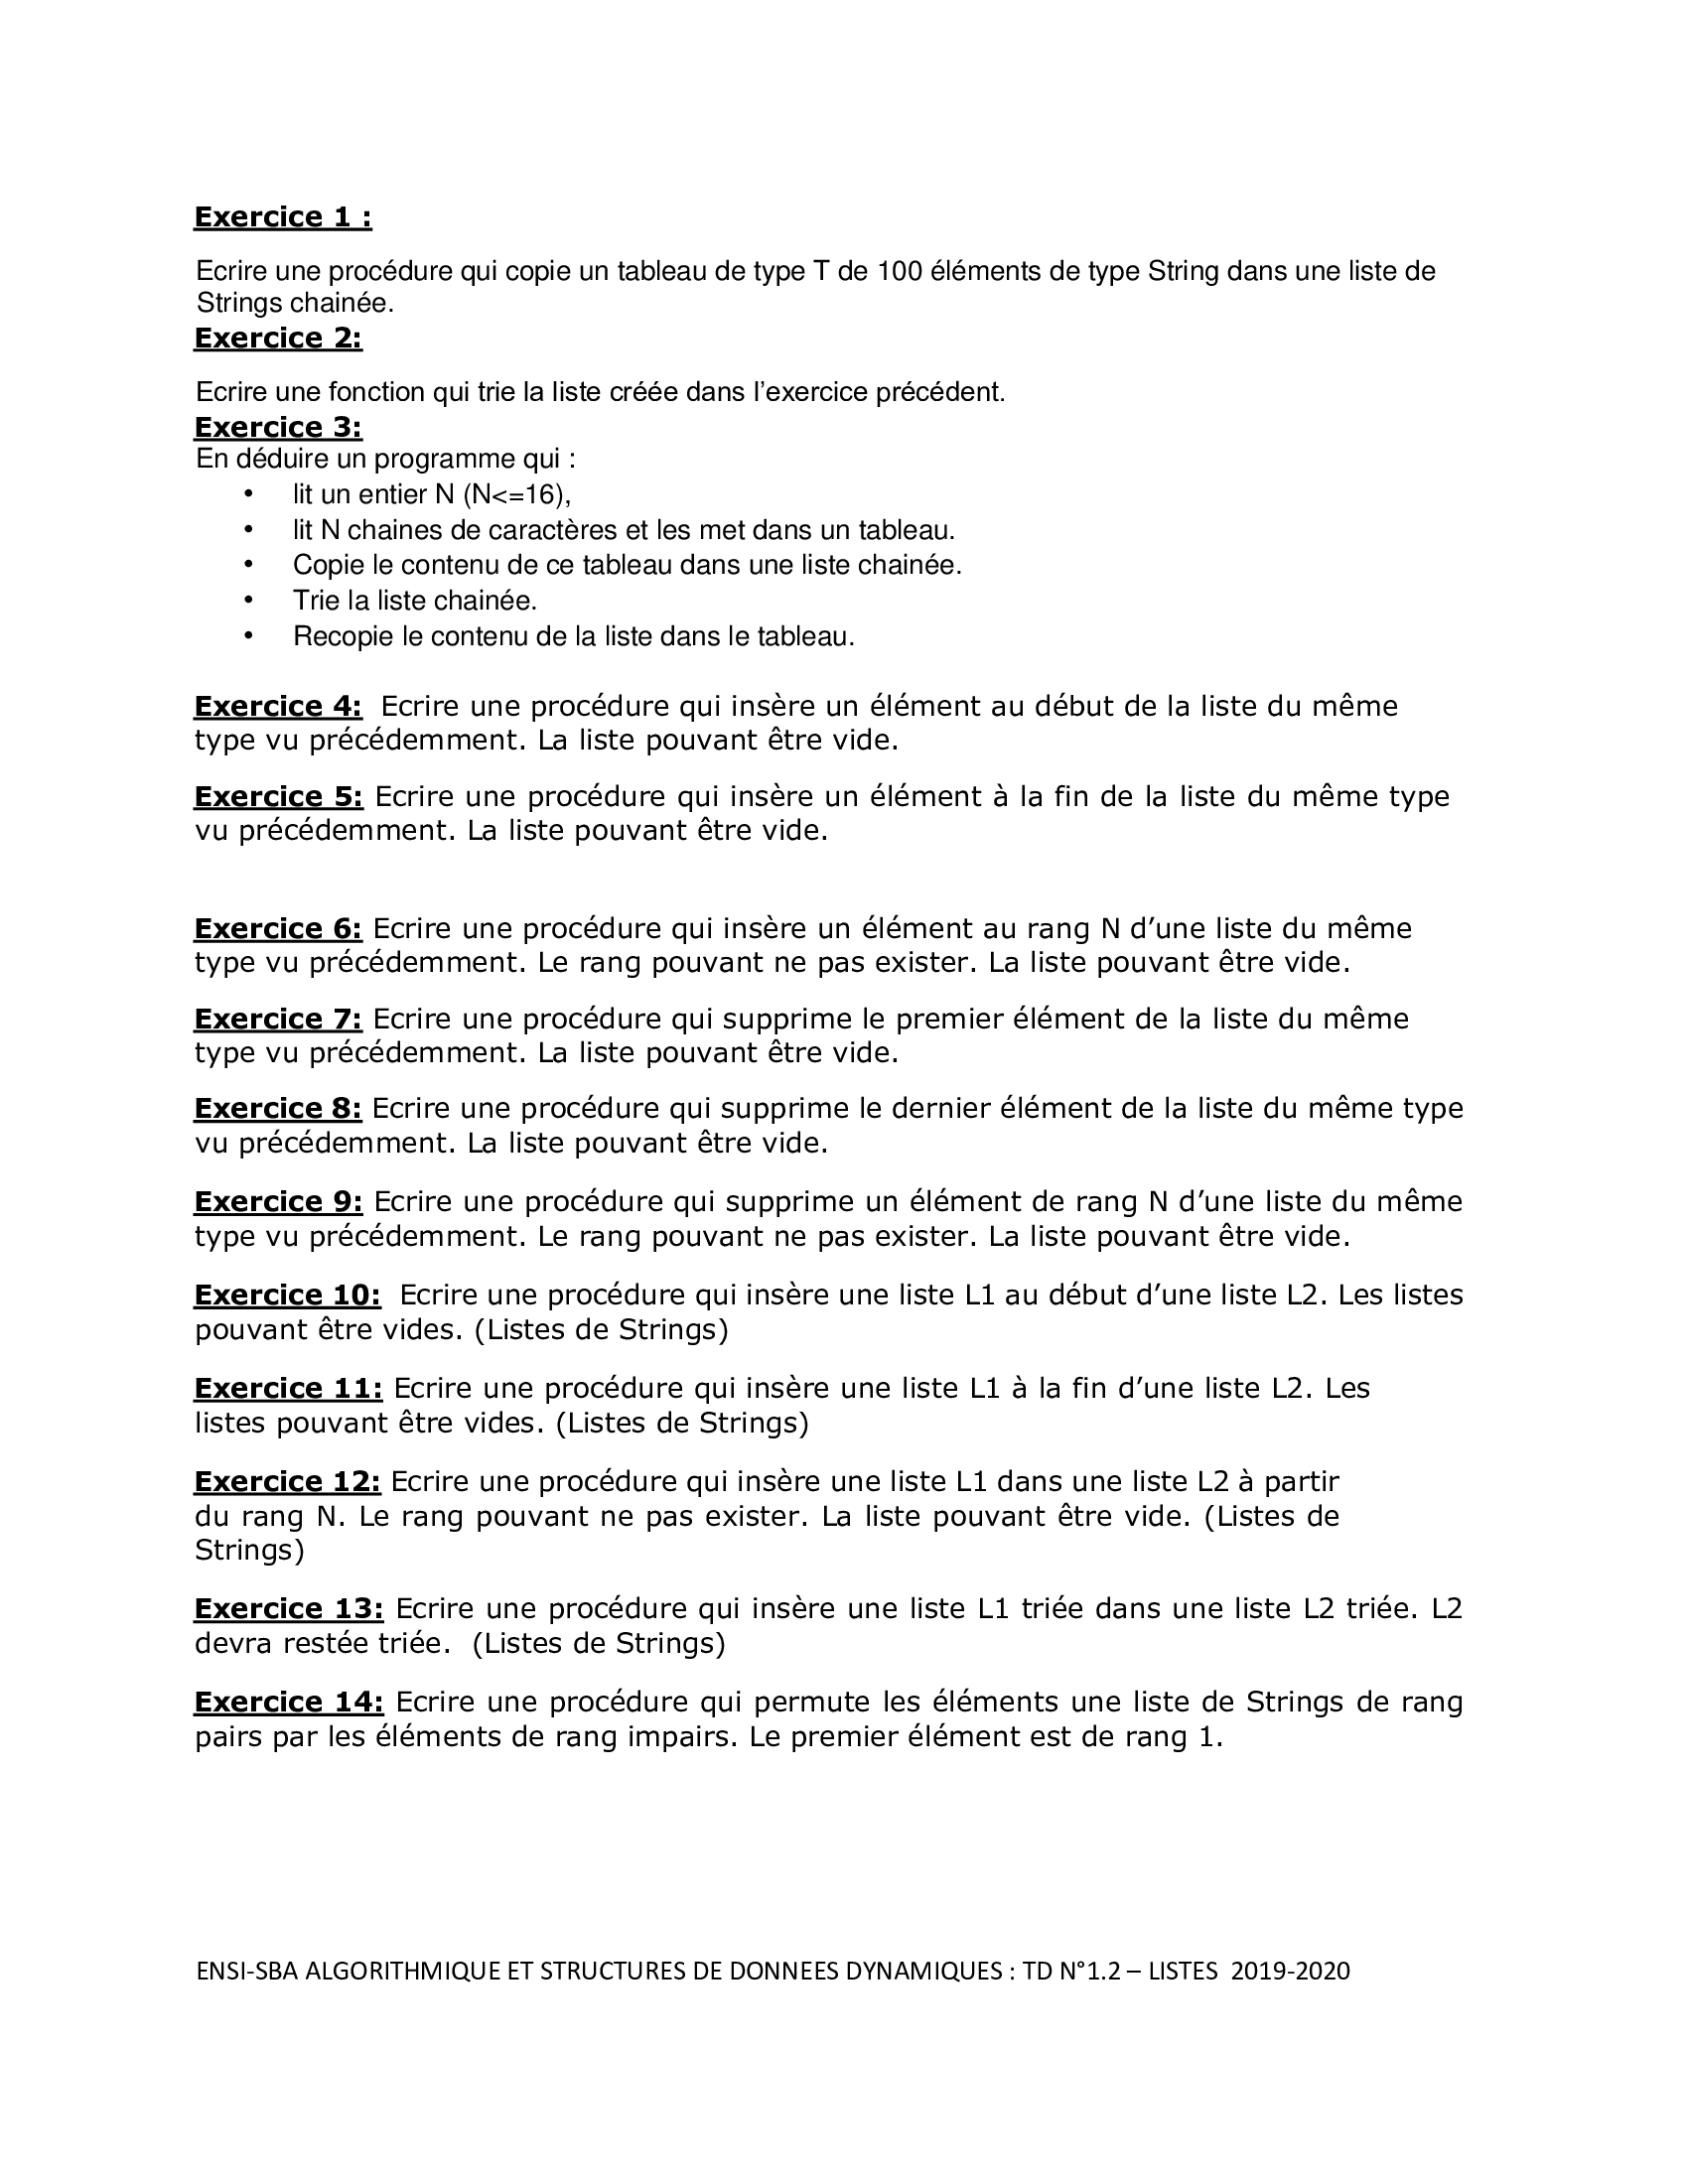 Exercice 1 :
Ecrire une procédure qui copie un tableau de type T de 100 éléments de type String dans une liste de
Strings chainée.
Exercice 2:
Ecrire une fonction qui trie la liste créée dans l’exercice précédent.
Exercice 3:
En déduire un programme qui :
• lit un entier N (N<=16),
• lit N chaines de caractères et les met dans un tableau.
• Copie le contenu de ce tableau dans une liste chainée.
• Trie la liste chainée.
• Recopie le contenu de la liste dans le tableau.
Exercice 4: Ecrire une procédure qui insère un élément au début de la liste du même
type vu précédemment. La liste pouvant être vide.
Exercice 5: Ecrire une procédure qui insère un élément à la fin de la liste du même type
vu précédemment. La liste pouvant être vide.
Exercice 6: Ecrire une procédure qui insère un élément au rang N d’une liste du même
type vu précédemment. Le rang pouvant ne pas exister. La liste pouvant être vide.
Exercice 7: Ecrire une procédure qui supprime le premier élément de la liste du même
type vu précédemment. La liste pouvant être vide.
Exercice 8: Ecrire une procédure qui supprime le dernier élément de la liste du même type
vu précédemment. La liste pouvant être vide.
Exercice 9: Ecrire une procédure qui supprime un élément de rang N d’une liste du même
type vu précédemment. Le rang pouvant ne pas exister. La liste pouvant être vide.
Exercice 10: Ecrire une procédure qui insère une liste L1 au début d’une liste L2. Les listes
pouvant être vides. (Listes de Strings)
Exercice 11: Ecrire une procédure qui insère une liste L1 à la fin d’une liste L2. Les
listes pouvant être vides. (Listes de Strings)
Exercice 12: Ecrire une procédure qui insère une liste L1 dans une liste L2 à partir
du rang N. Le rang pouvant ne pas exister. La liste pouvant être vide. (Listes de
Strings)
Exercice 13: Ecrire une procédure qui insère une liste L1 triée dans une liste L2 triée. L2
devra restée triée. (Listes de Strings)
Exercice 14: Ecrire une procédure qui permute les éléments une liste de Strings de rang
pairs par les éléments de rang impairs. Le premier élément est de rang 1.
ENSI-SBA ALGORITHMIQUE ET STRUCTURES DE DONNEES DYNAMIQUES : TD N°1.2 – LISTES 2019-2020